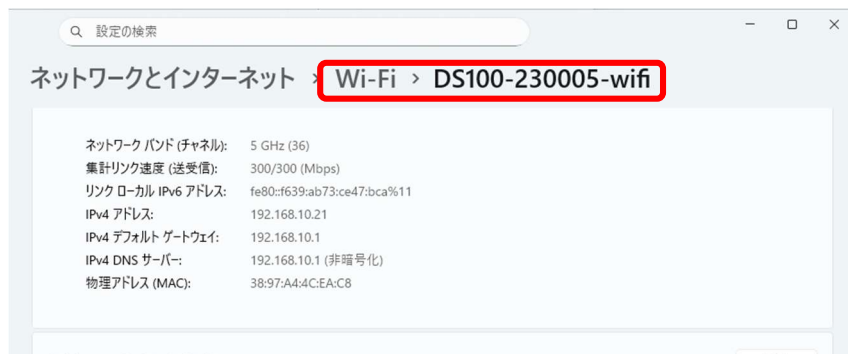 設定の検索
ネットワークとインターネット › Wi-Fi › DS100-230005-wifi
ネットワーク バンド (チャネル): 5 GHz (36)
集計リンク速度 (送受信): 300/300 (Mbps)
リンク ローカル IPv6 アドレス: fe80::f639:ab73:ce47:bca%11
IPv4 アドレス: 192.168.10.21
IPv4 デフォルト ゲートウェイ: 192.168.10.1
IPv4 DNS サーバー: 192.168.10.1 (非暗号化)
物理アドレス (MAC): 38:97:A4:4C:EA:C8